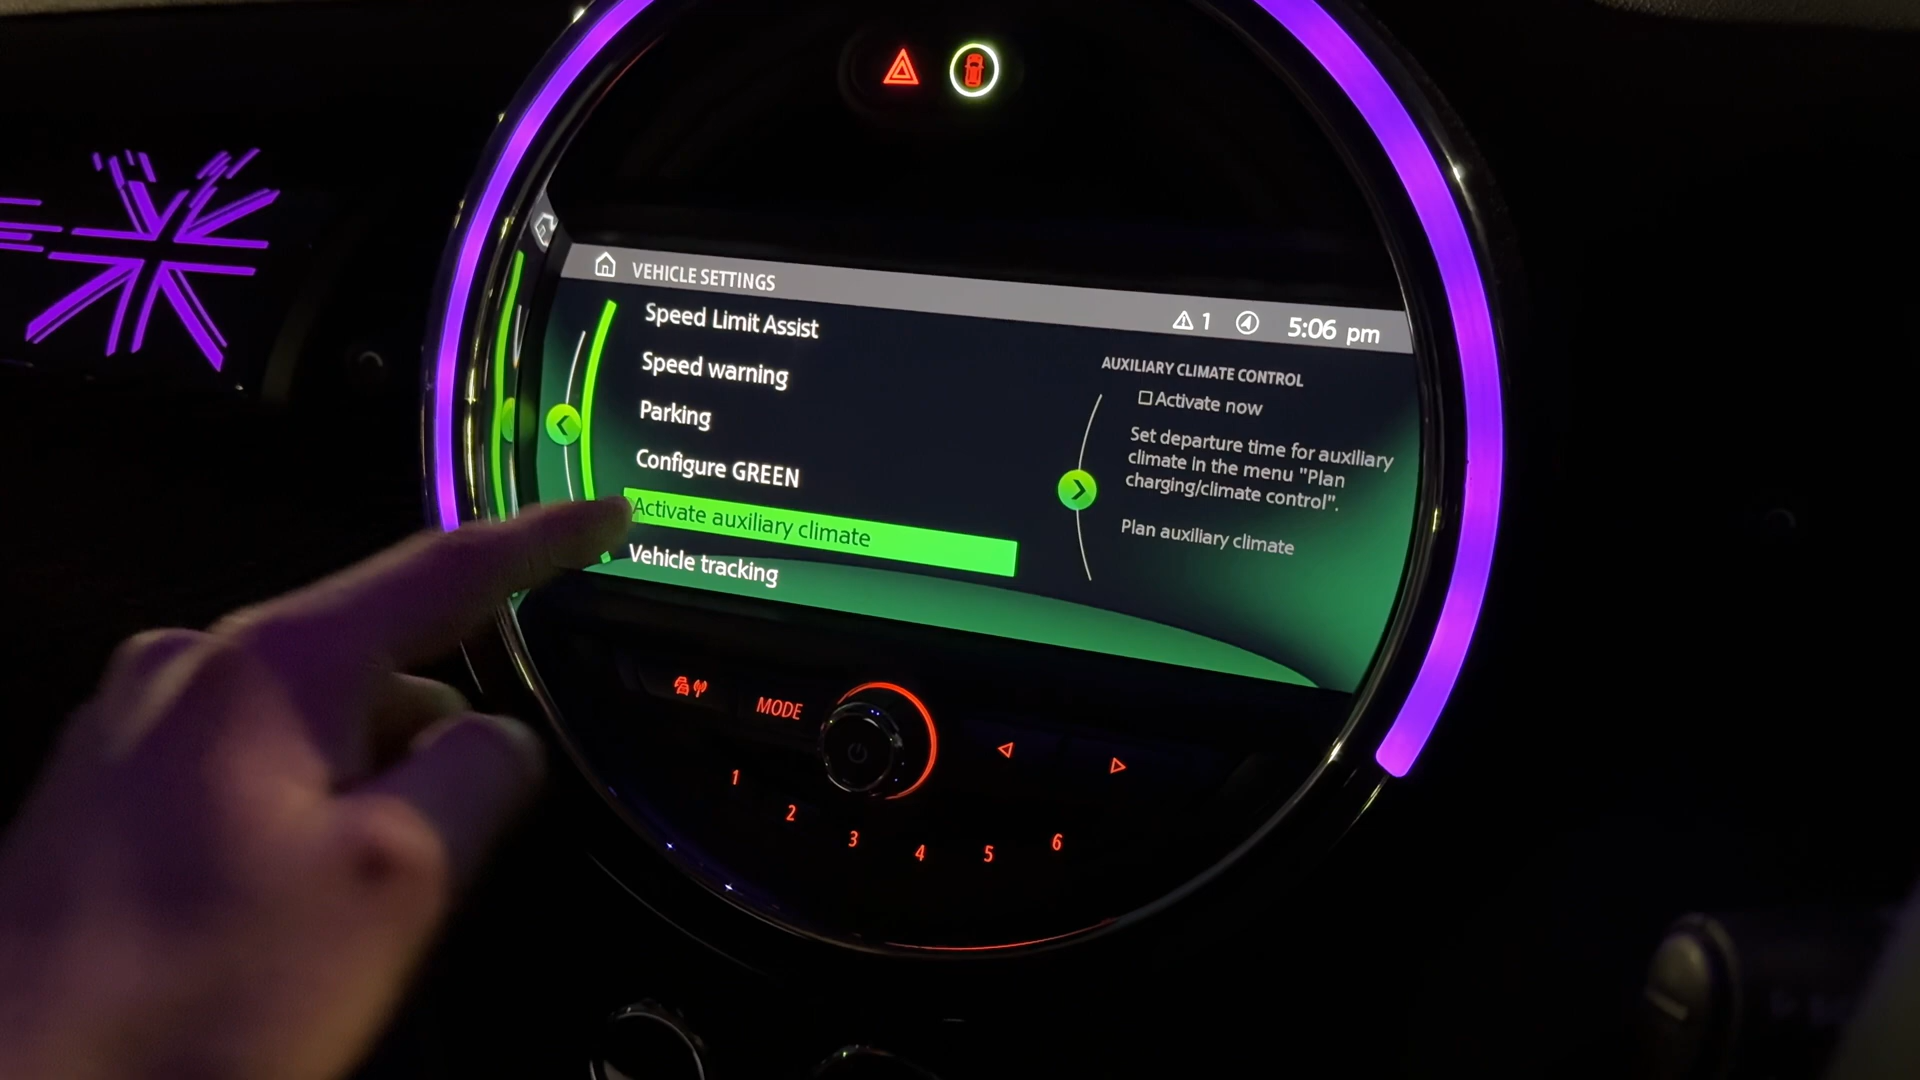 VEHICLE SETTINGS
1
5:06 pm
Speed Limit Assist
Speed warning
Parking
Configure GREEN
Activate auxiliary climate
Vehicle tracking
AUXILIARY CLIMATE CONTROL
Activate now
Set departure time for auxiliary
climate in the menu "Plan
charging/climate control".
Plan auxiliary climate
MODE
1
2
3
4
5
6